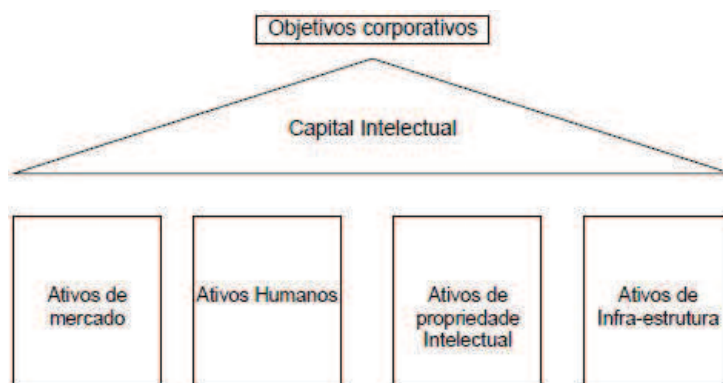 Objetivos corporativos
Capital Intelectual
Ativos de
mercado
Ativos Humanos
Ativos de
propriedade
Intelectual
Ativos de
Infra-estrutura